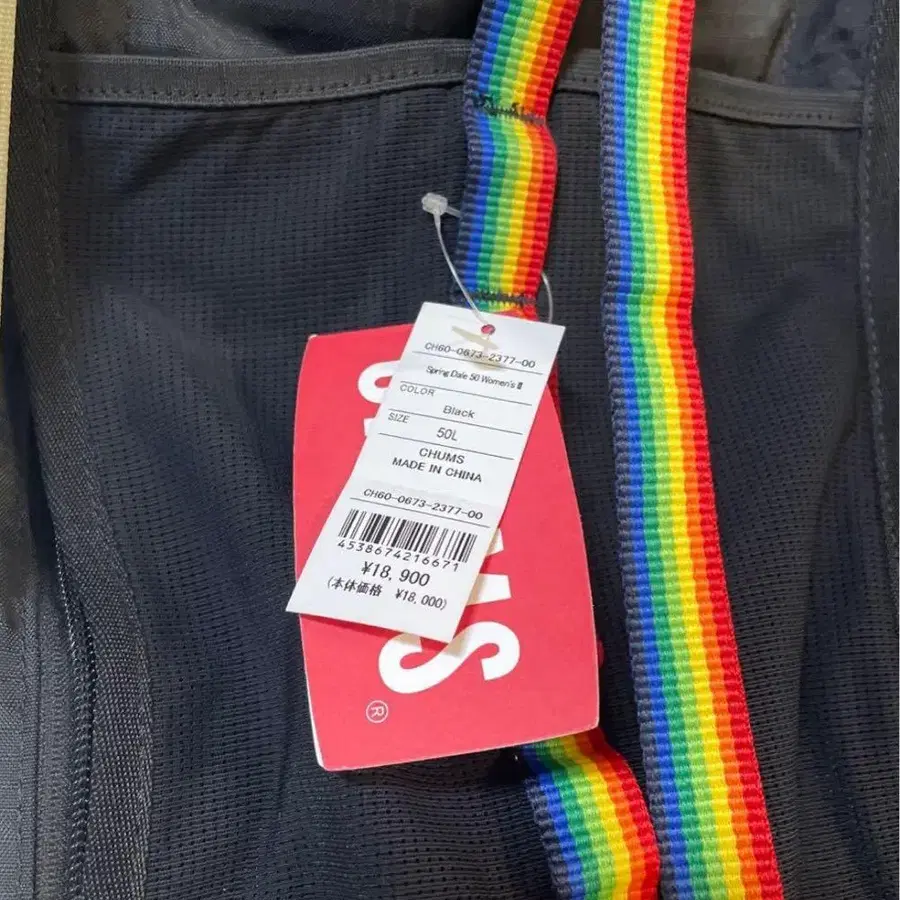 CH60-0673-2377-00
Spring Dale 50 Women's Ⅱ
COLOR
Black
SIZE
50L
CHUMS
MADE IN CHINA
CH60-0673-2377-00
4538674216671
¥18,900
(本体価格 ¥18,000)
MS
®